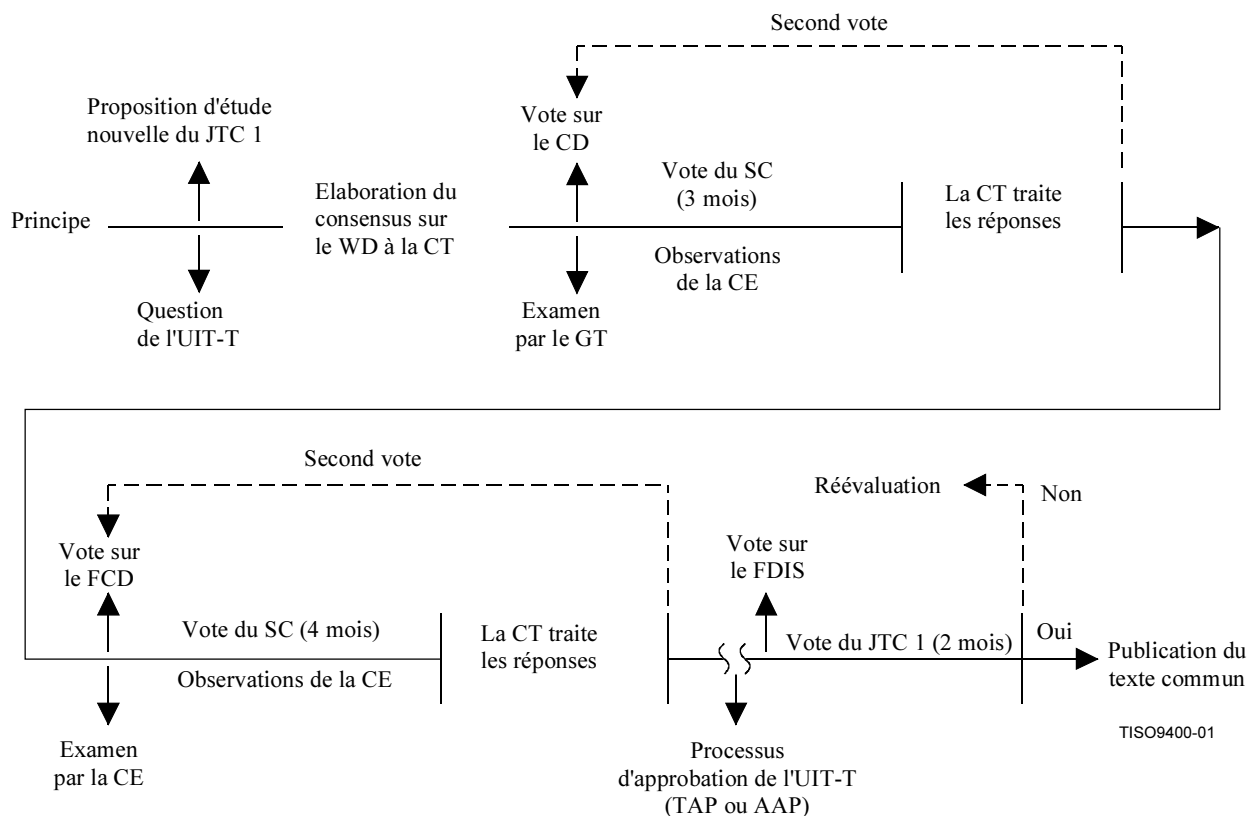 Second vote
Proposition d'étude
nouvelle du JTC 1
Vote sur
le CD
Principe
Elaboration du
consensus sur
le WD à la CT
Vote du SC
(3 mois)
La CT traite
les réponses
Observations
de la CE
Question
de l'UIT-T
Examen
par le GT
Second vote
Réévaluation
Non
Vote sur
le FCD
Vote sur
le FDIS
Vote du SC (4 mois)
La CT traite
les réponses
Vote du JTC 1 (2 mois)
Oui
Publication du
texte commun
Observations de la CE
Examen
par la CE
Processus
d'approbation de l'UIT-T
(TAP ou AAP)
TISO9400-01